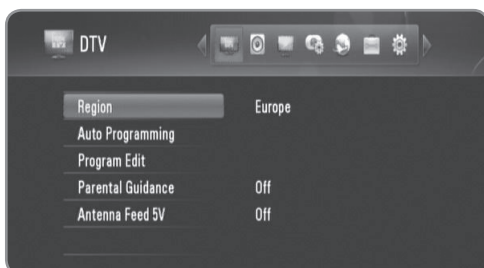 DTV
Region Europe
Auto Programming
Program Edit
Parental Guidance Off
Antenna Feed 5V Off